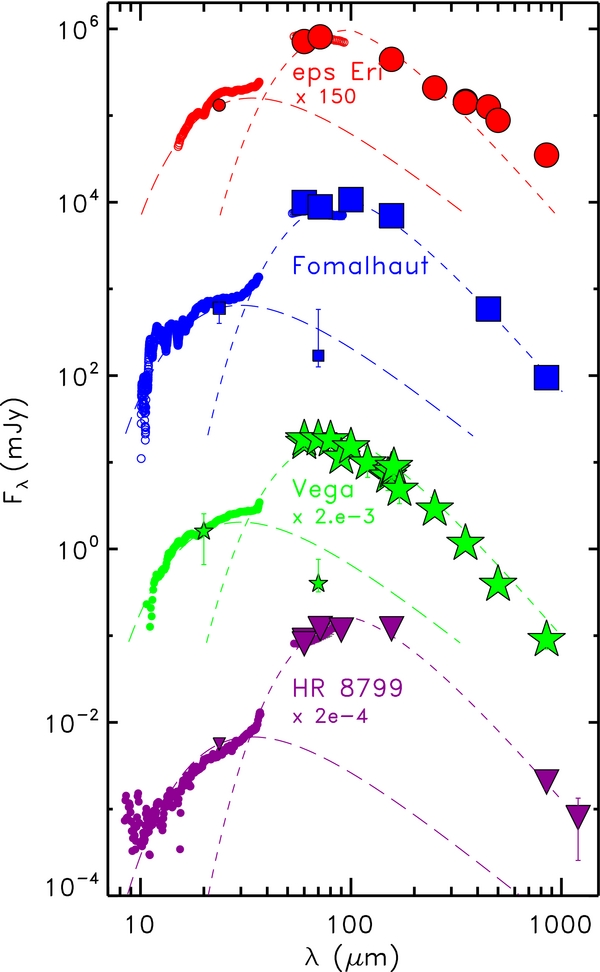 10⁶
eps Eri
x 150
10⁴
Fomalhaut
10²
Vega
x 2.e-3
10⁰
HR 8799
x 2e-4
10⁻²
10⁻⁴
F_λ (mJy)
10 100 1000
λ (μm)